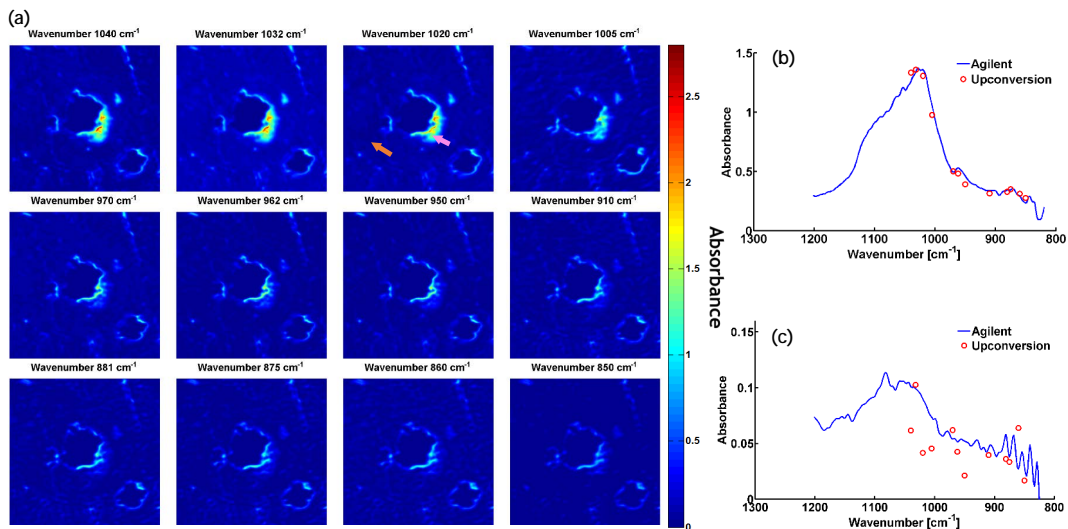 (a)
Wavenumber 1040 cm⁻¹
Wavenumber 1032 cm⁻¹
Wavenumber 1020 cm⁻¹
Wavenumber 1005 cm⁻¹
Wavenumber 970 cm⁻¹
Wavenumber 962 cm⁻¹
Wavenumber 950 cm⁻¹
Wavenumber 910 cm⁻¹
Wavenumber 881 cm⁻¹
Wavenumber 875 cm⁻¹
Wavenumber 860 cm⁻¹
Wavenumber 850 cm⁻¹
2.5
2
1.5
1
0.5
0
Absorbance
(b)
Agilent
Upconversion
1.5
1
0.5
0
Absorbance
1300 1200 1100 1000 900 800
Wavenumber [cm⁻¹]
(c)
Agilent
Upconversion
0.15
0.1
0.05
0
Absorbance
1300 1200 1100 1000 900 800
Wavenumber [cm⁻¹]